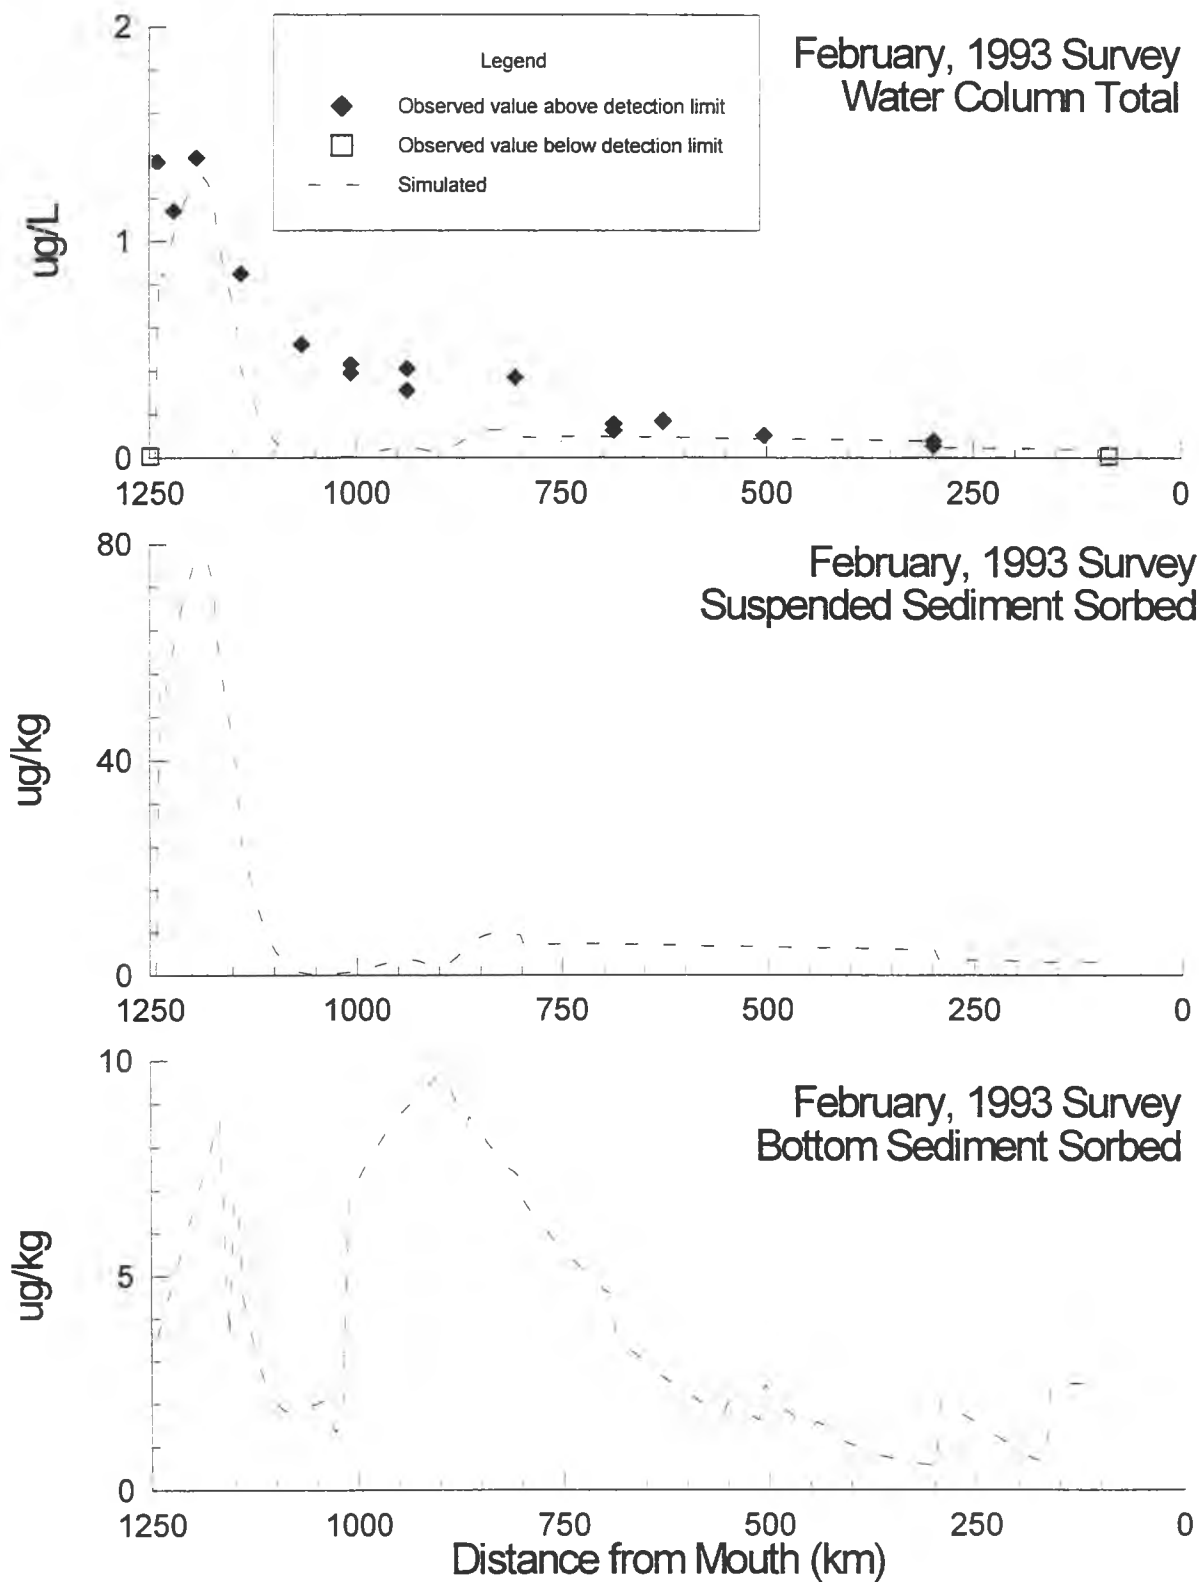 February, 1993 Survey
Water Column Total
Legend
Observed value above detection limit
Observed value below detection limit
Simulated
ug/L
2
1
0
1250 1000 750 500 250 0
February, 1993 Survey
Suspended Sediment Sorbed
ug/kg
80
40
0
1250 1000 750 500 250 0
February, 1993 Survey
Bottom Sediment Sorbed
ug/kg
10
5
0
1250 1000 750 500 250 0
Distance from Mouth (km)